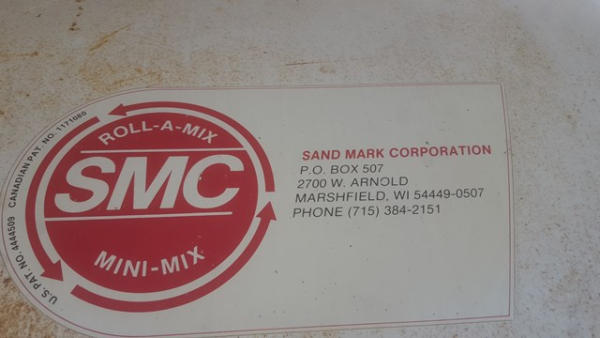 ROLL-A-MIX
SMC
MINI-MIX
U.S. PAT. NO. 4444509 CANADIAN PAT. NO. 1171060
SAND MARK CORPORATION
P.O. BOX 507
2700 W. ARNOLD
MARSHFIELD, WI 54449-0507
PHONE (715) 384-2151